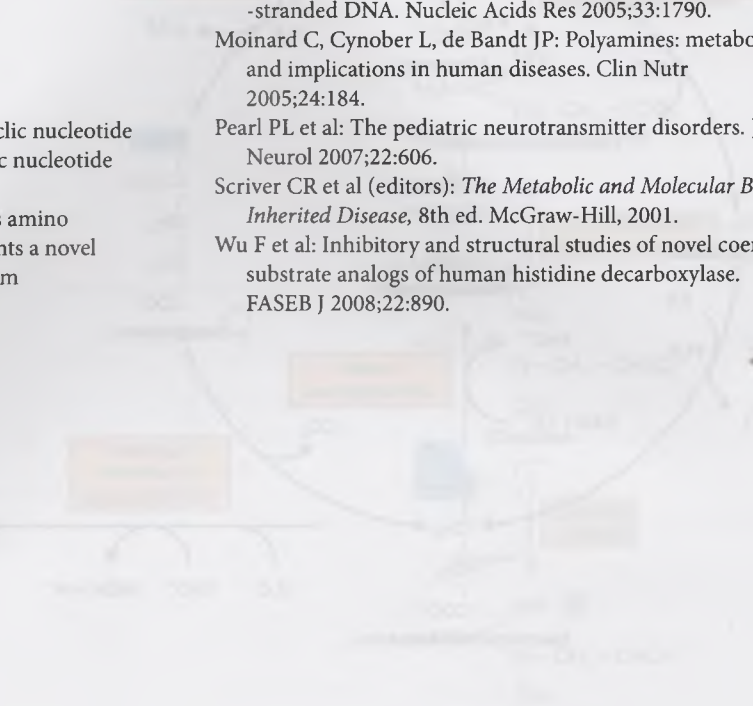 clic nucleotide
c nucleotide
s amino
nts a novel
m
-stranded DNA. Nucleic Acids Res 2005;33:1790.
Moinard C, Cynober L, de Bandt JP: Polyamines: metabo
and implications in human diseases. Clin Nutr
2005;24:184.
Pearl PL et al: The pediatric neurotransmitter disorders. J
Neurol 2007;22:606.
Scriver CR et al (editors): The Metabolic and Molecular B
Inherited Disease, 8th ed. McGraw-Hill, 2001.
Wu F et al: Inhibitory and structural studies of novel coe
substrate analogs of human histidine decarboxylase.
FASEB J 2008;22:890.